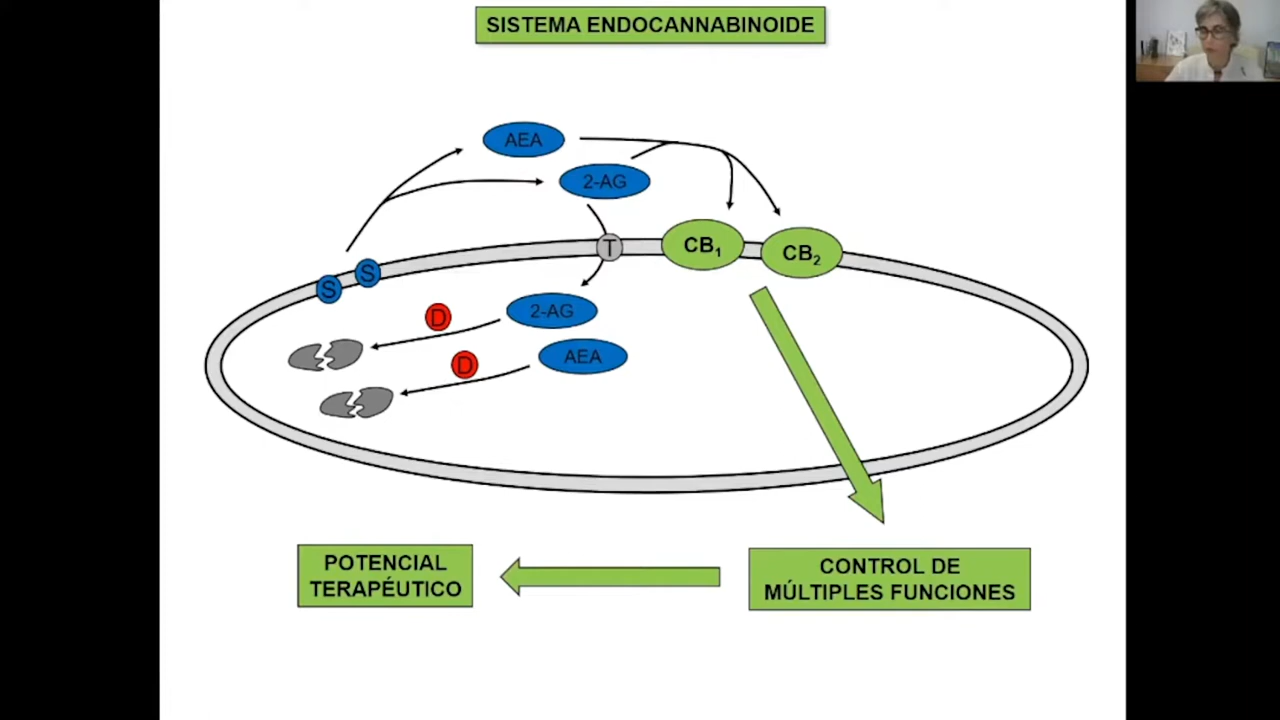 SISTEMA ENDOCANNABINOIDE
AEA
2-AG
T
CB₁
CB₂
S
S
D
2-AG
D
AEA
POTENCIAL
TERAPÉUTICO
CONTROL DE
MÚLTIPLES FUNCIONES